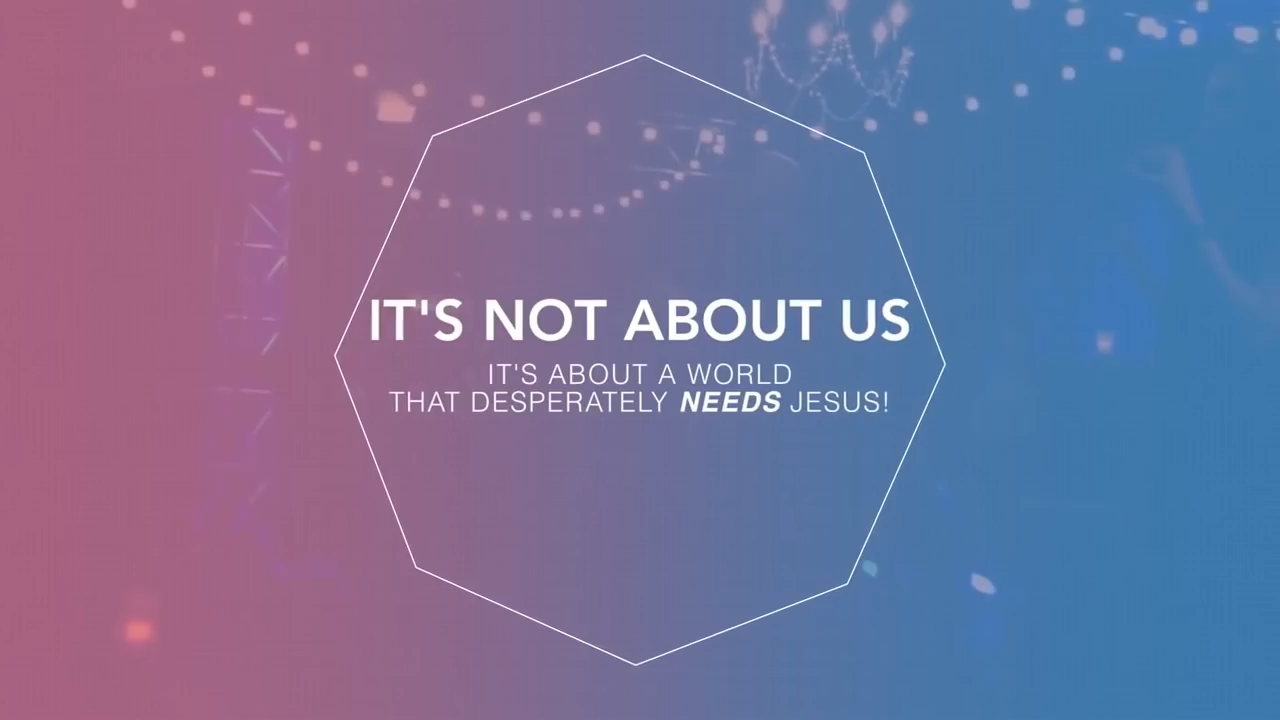 IT'S NOT ABOUT US
IT'S ABOUT A WORLD
THAT DESPERATELY NEEDS JESUS!